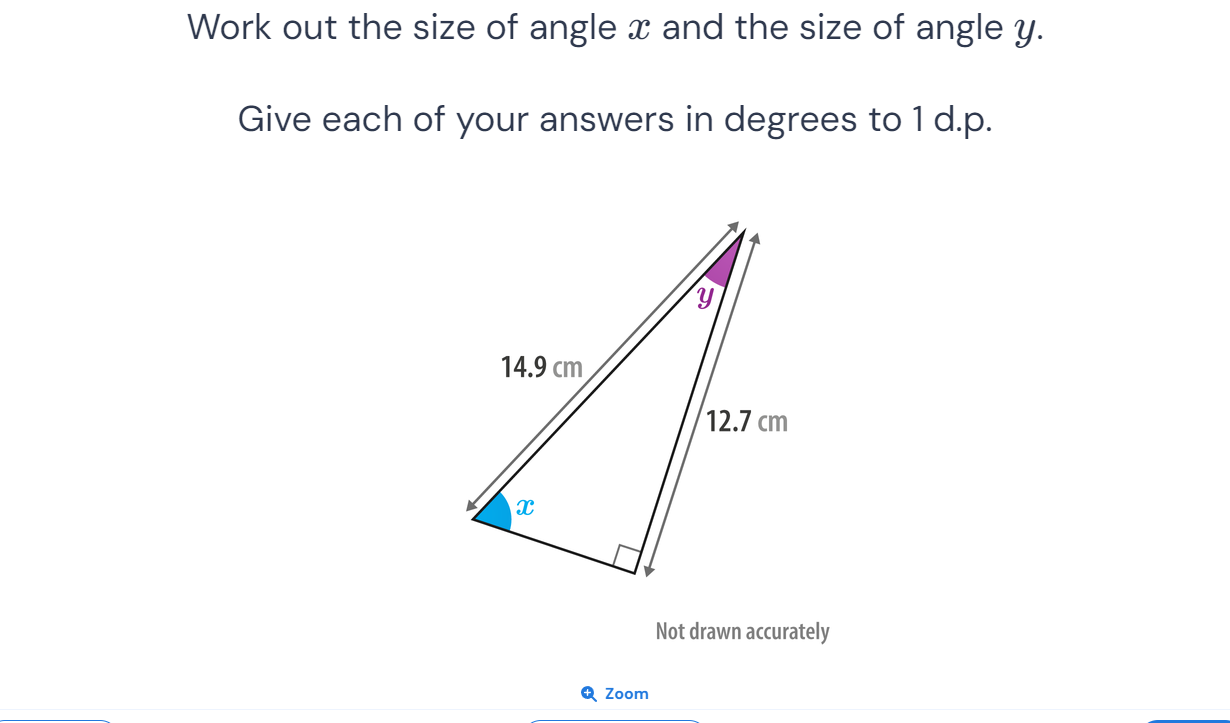 Work out the size of angle x and the size of angle y.
Give each of your answers in degrees to 1 d.p.
y
14.9 cm
12.7 cm
x
Not drawn accurately
Zoom